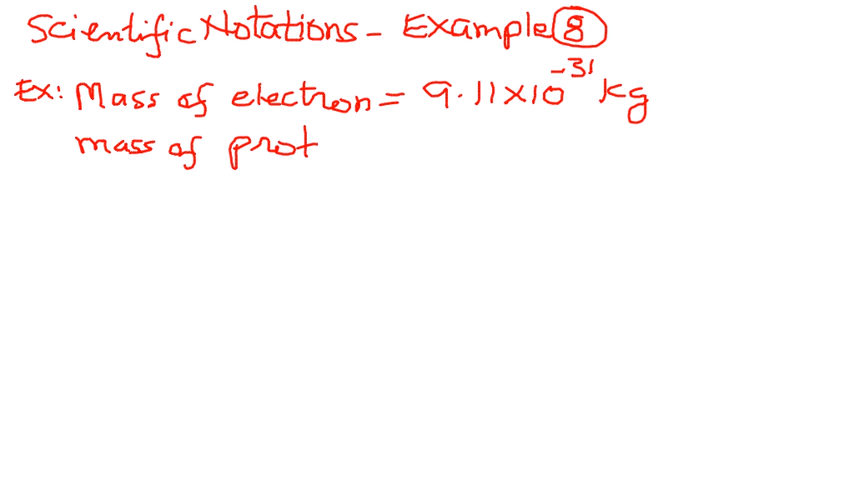 Scientific Notations - Example 8
Ex: Mass of electron = 9.11×10⁻³¹ kg
mass of prot